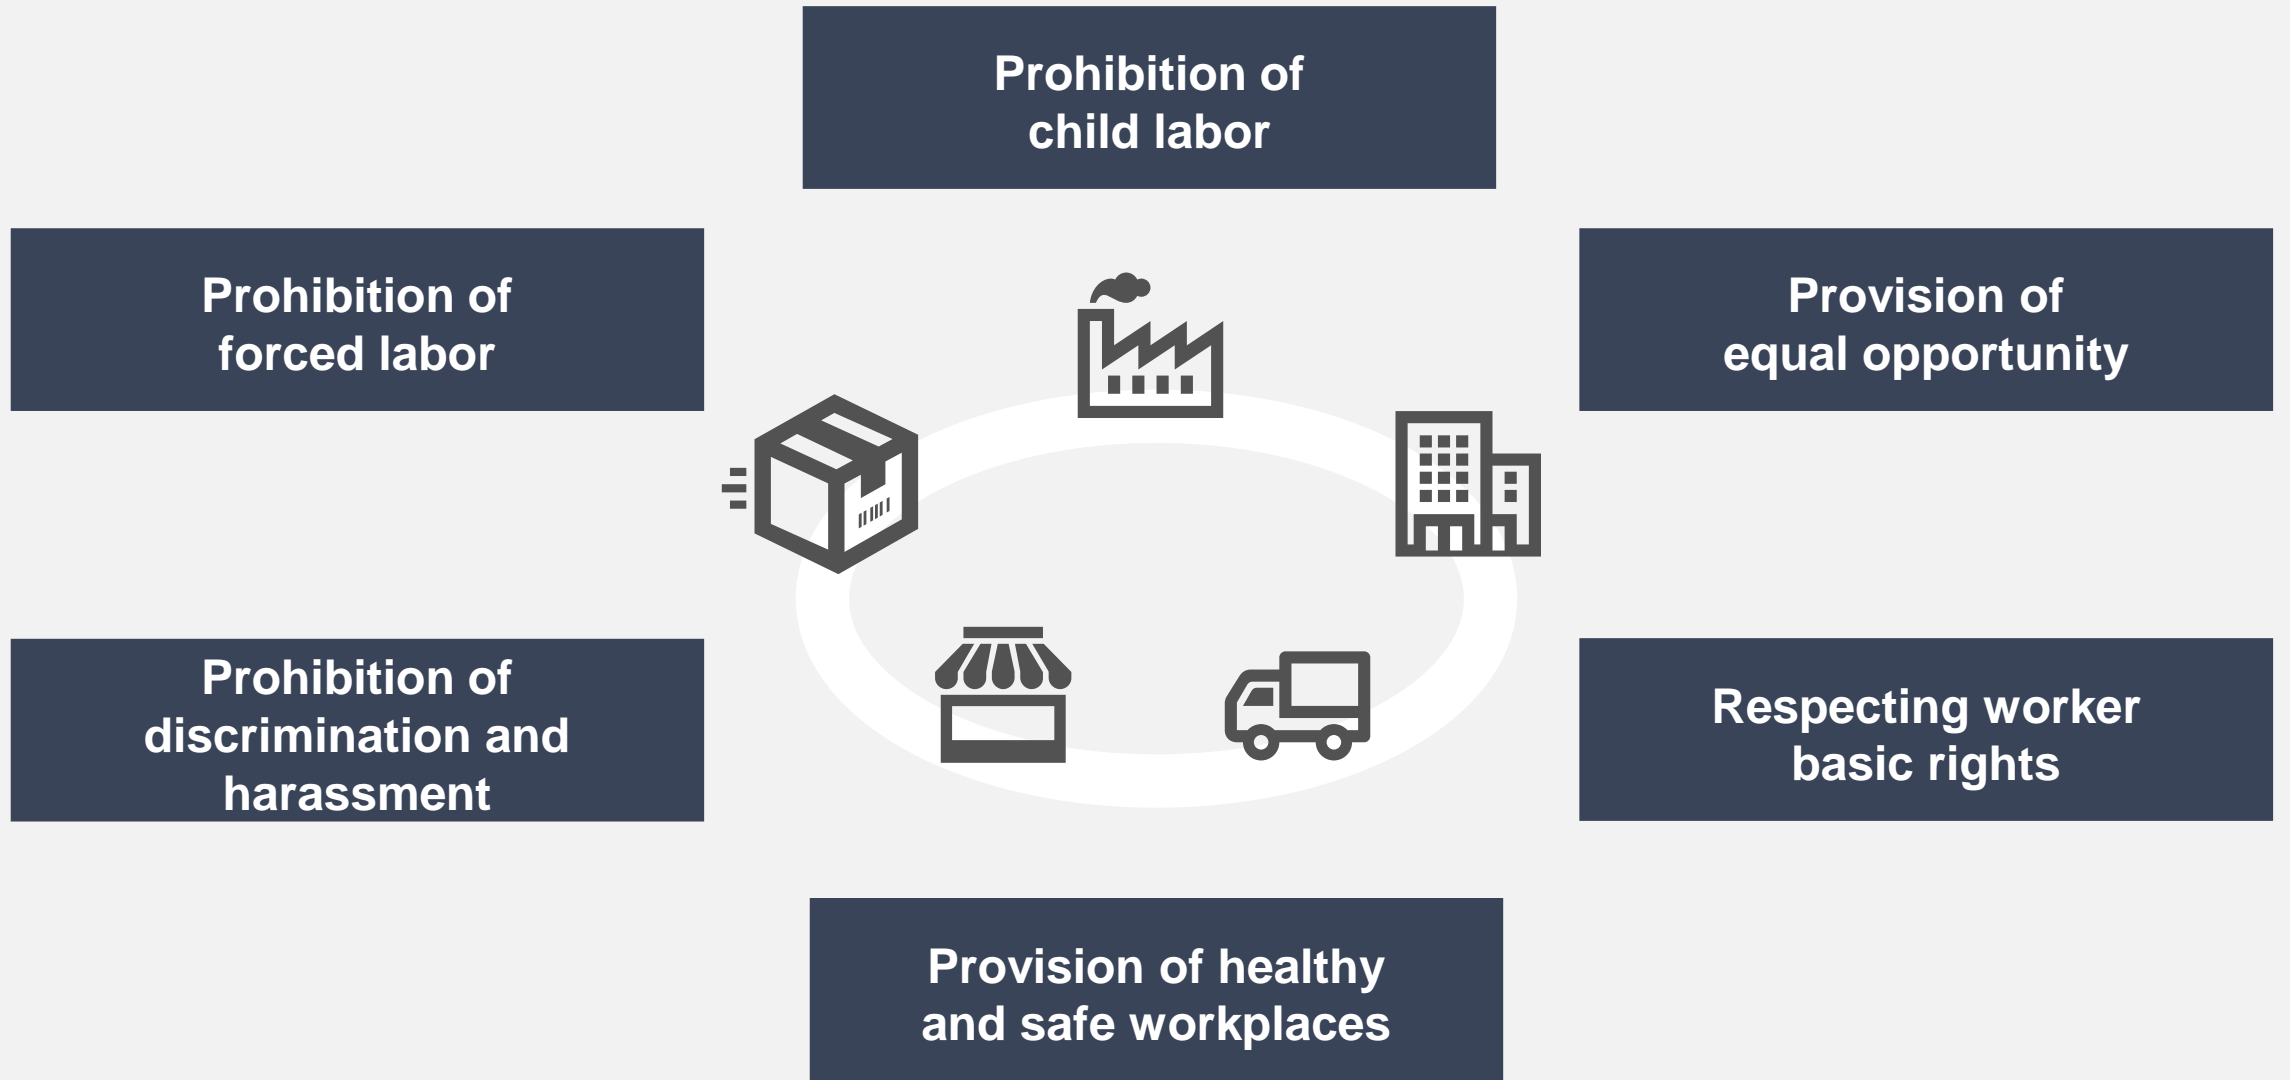 Prohibition of
child labor
Prohibition of
forced labor
Provision of
equal opportunity
Prohibition of
discrimination and
harassment
Respecting worker
basic rights
Provision of healthy
and safe workplaces